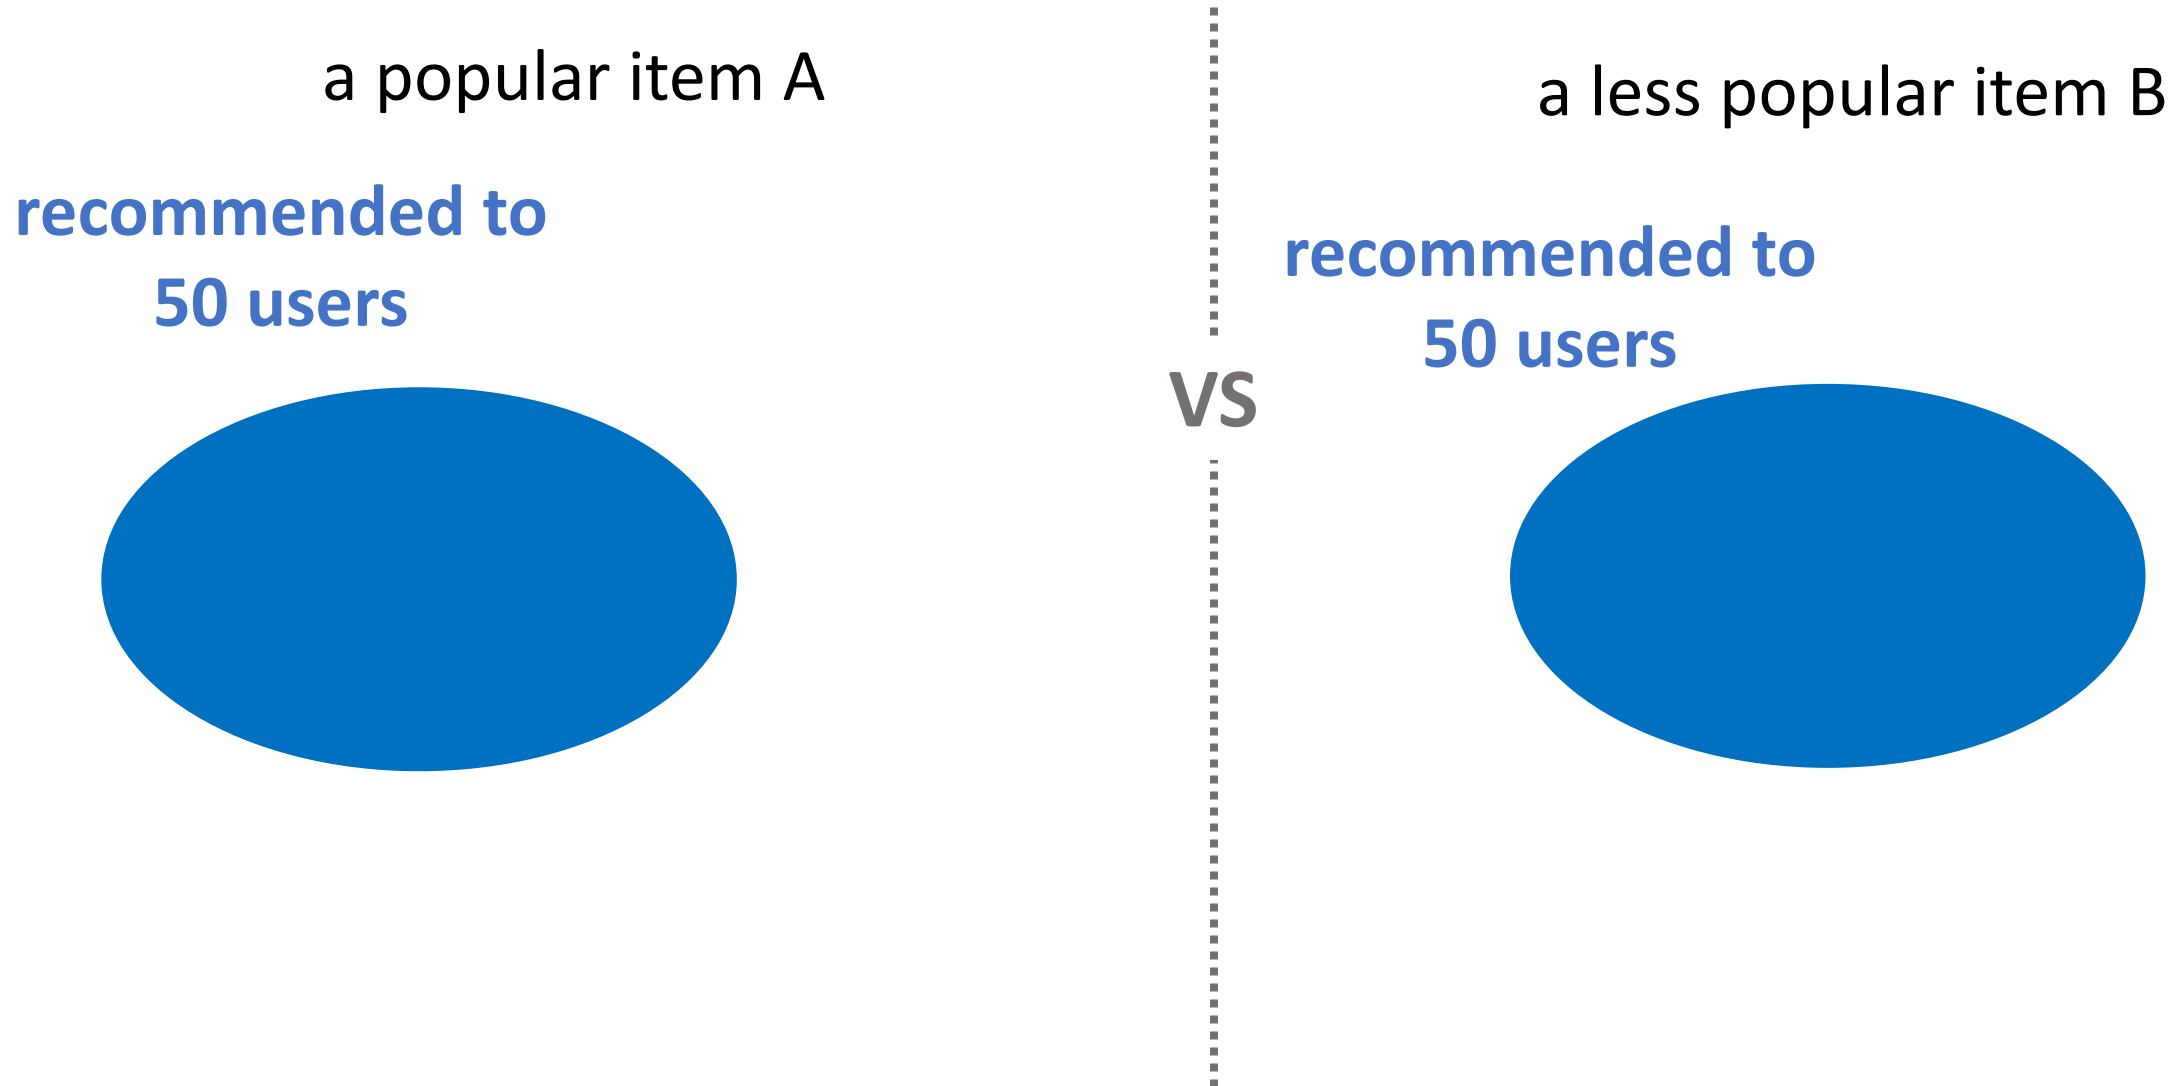 a popular item A
recommended to
50 users
VS
a less popular item B
recommended to
50 users